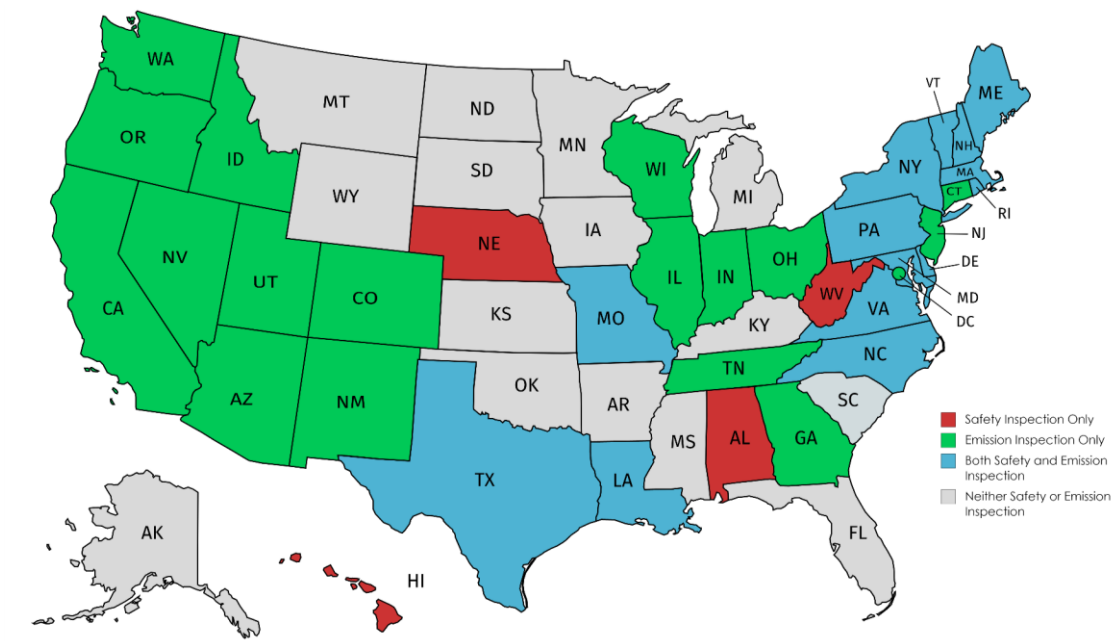 WA
MT
ND
MN
VT
ME
OR
ID
SD
WI
MI
NY
NH
MA
CT
RI
WY
NE
IA
PA
NJ
NV
UT
CO
IL
IN
OH
WV
DE
MD
DC
CA
KS
MO
KY
VA
AZ
NM
OK
AR
TN
NC
SC
MS
AL
GA
TX
LA
FL
AK
HI
Safety Inspection Only
Emission Inspection Only
Both Safety and Emission
Inspection
Neither Safety or Emission
Inspection